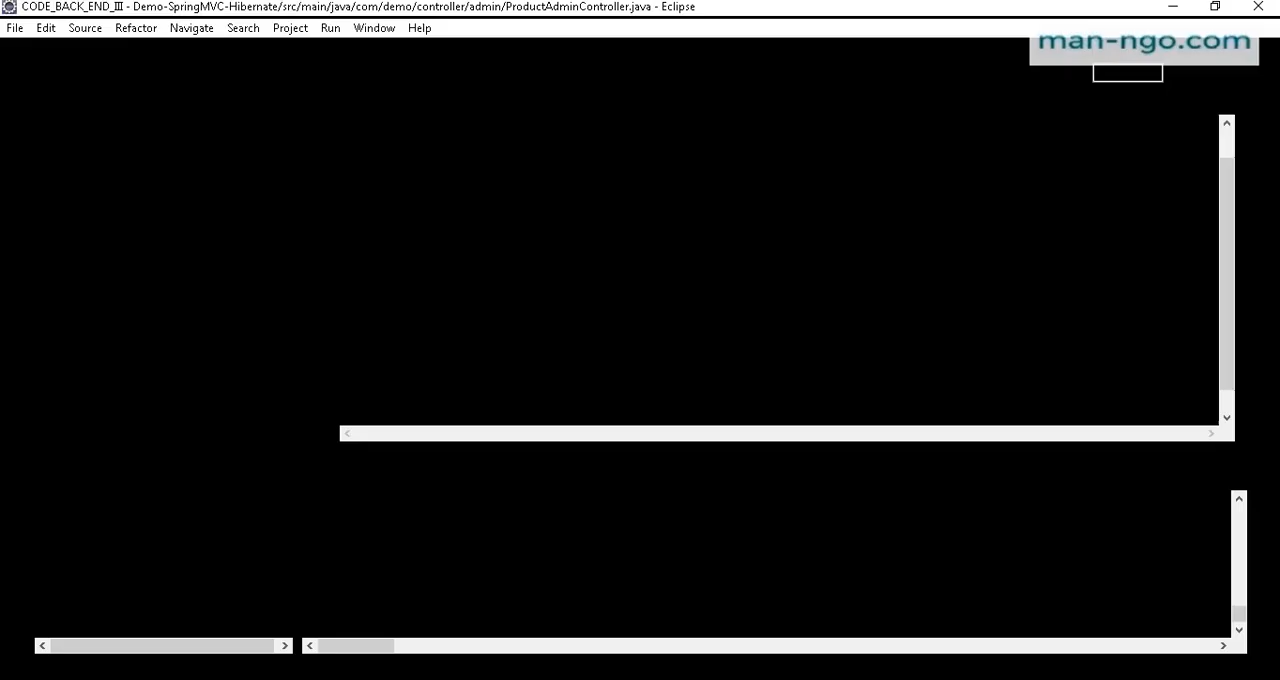 CODE_BACK_END_III - Demo-SpringMVC-Hibernate/src/main/java/com/demo/controller/admin/ProductAdminController.java - Eclipse
File Edit Source Refactor Navigate Search Project Run Window Help
man-ngo.com